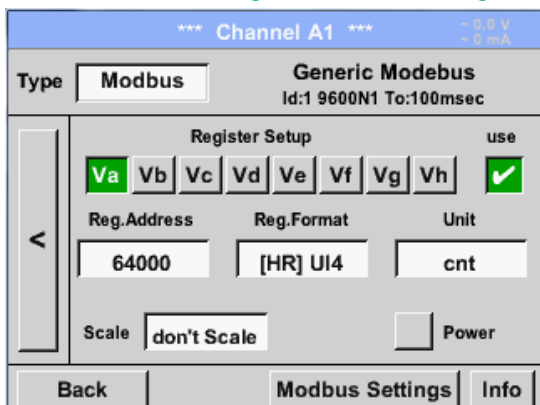 *** Channel A1 ***
~ 0.0 V
~ 0 mA
Type Modbus
Generic Modebus
Id:1 9600N1 To:100msec
Register Setup use
Va Vb Vc Vd Ve Vf Vg Vh
Reg.Address Reg.Format Unit
< 64000 [HR] UI4 cnt
Scale don't Scale Power
Back Modbus Settings Info